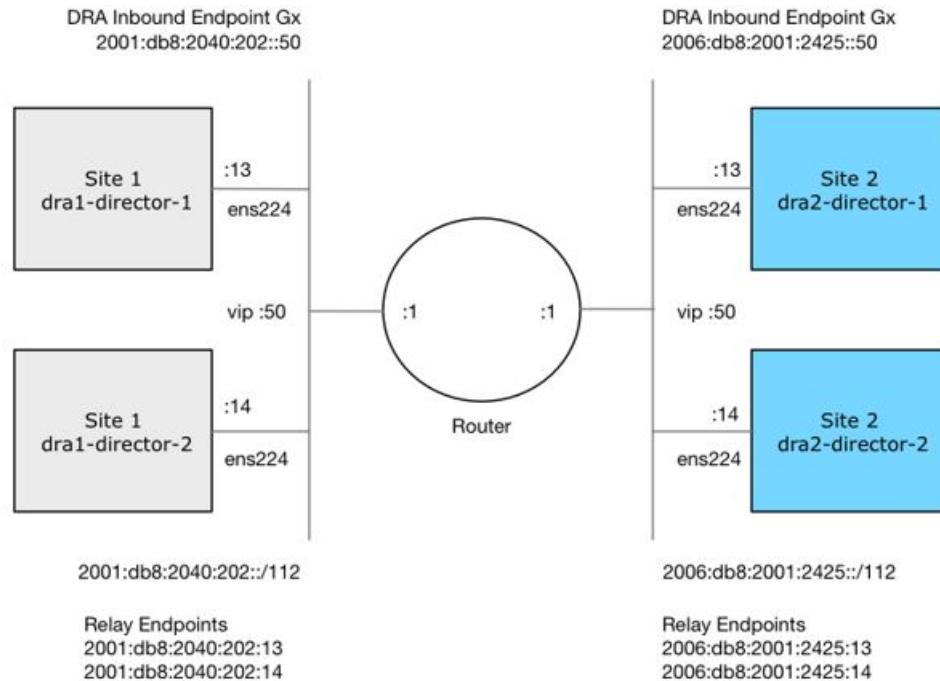 DRA Inbound Endpoint Gx
2001:db8:2040:202::50
DRA Inbound Endpoint Gx
2006:db8:2001:2425::50
Site 1
dra1-director-1
:13
ens224
:13
ens224
Site 2
dra2-director-1
vip :50
:1
:1
vip :50
Router
Site 1
dra1-director-2
:14
ens224
:14
ens224
Site 2
dra2-director-2
2001:db8:2040:202::/112
2006:db8:2001:2425::/112
Relay Endpoints
2001:db8:2040:202:13
2001:db8:2040:202:14
Relay Endpoints
2006:db8:2001:2425:13
2006:db8:2001:2425:14